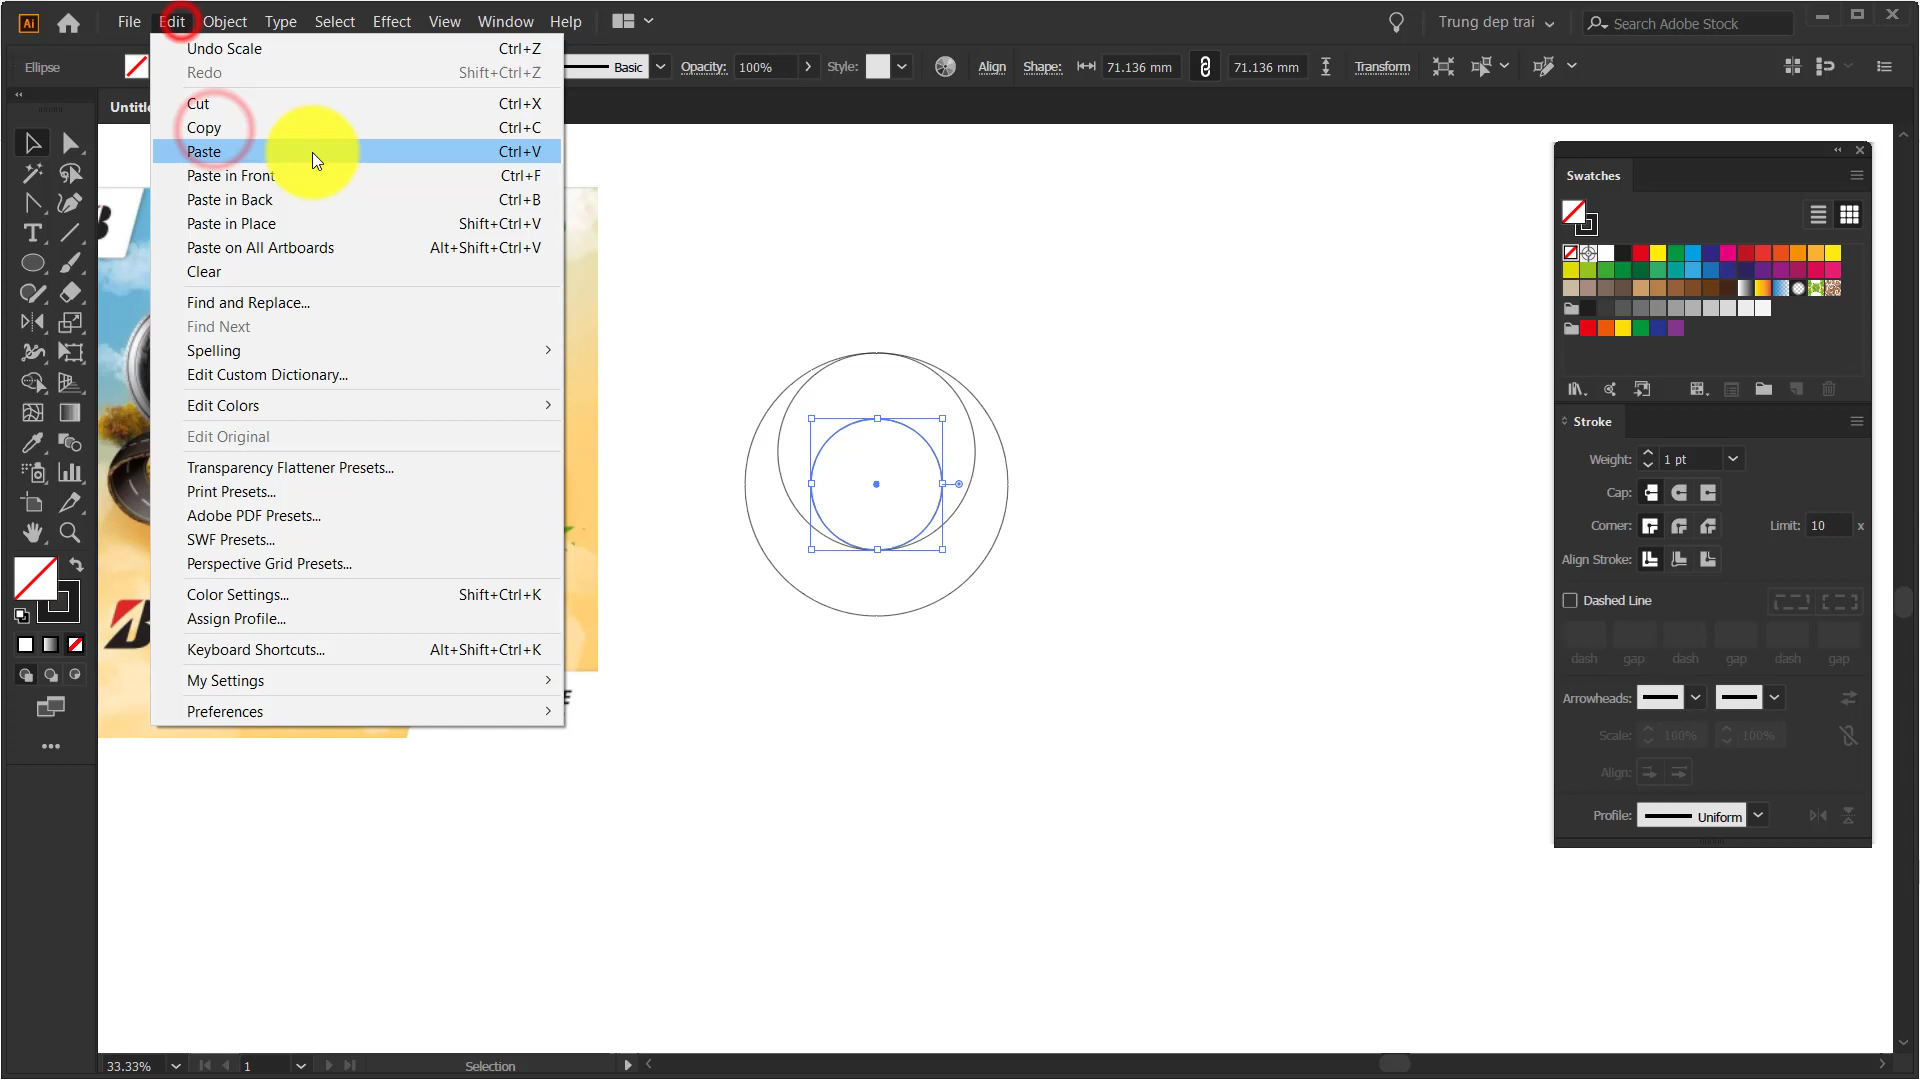 Ai File Edit Object Type Select Effect View Window Help Trung dep trai Search Adobe Stock
Ellipse Basic Opacity: 100% Style: Align Shape: 71.136 mm 71.136 mm Transform
Undo Scale Ctrl+Z
Redo Shift+Ctrl+Z
Cut Ctrl+X
Copy Ctrl+C
Paste Ctrl+V
Paste in Front Ctrl+F
Paste in Back Ctrl+B
Paste in Place Shift+Ctrl+V
Paste on All Artboards Alt+Shift+Ctrl+V
Clear
Find and Replace...
Find Next
Spelling
Edit Custom Dictionary...
Edit Colors
Edit Original
Transparency Flattener Presets...
Print Presets...
Adobe PDF Presets...
SWF Presets...
Perspective Grid Presets...
Color Settings... Shift+Ctrl+K
Assign Profile...
Keyboard Shortcuts... Alt+Shift+Ctrl+K
My Settings
Preferences
Swatches
Stroke
Weight: 1 pt
Cap:
Corner: Limit: 10 x
Align Stroke:
Dashed Line
dash gap dash gap dash gap
Arrowheads:
Scale: 100% 100%
Align:
Profile: Uniform
33.33% 1 Selection